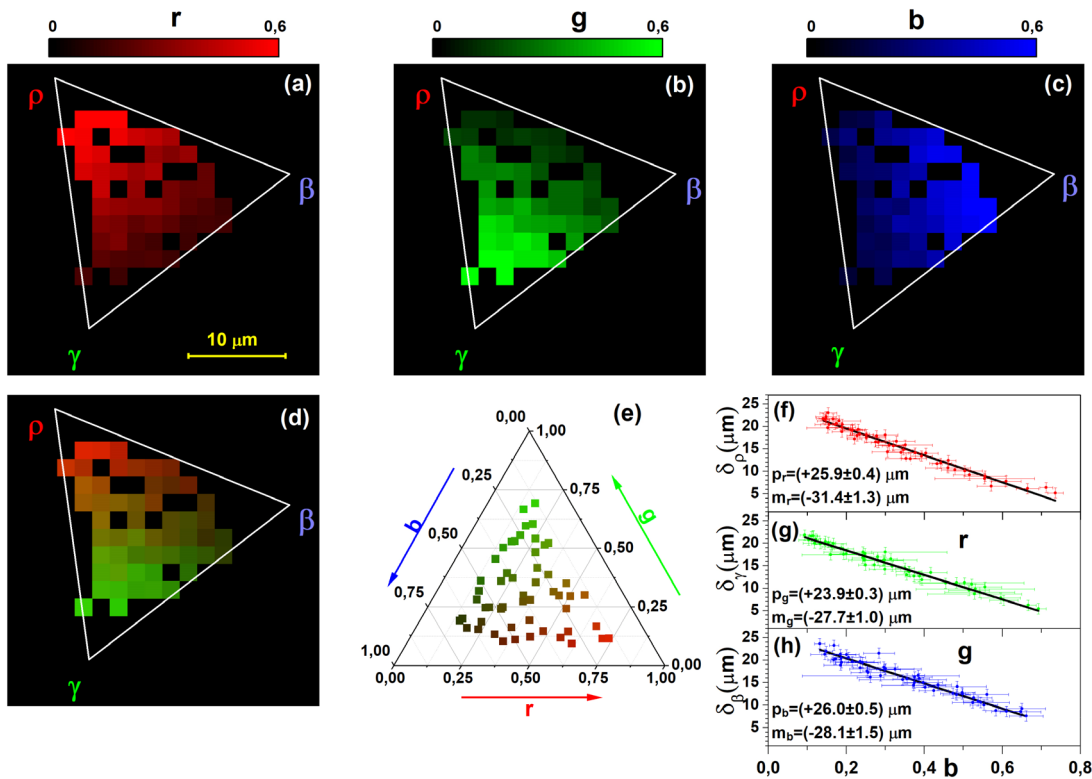 r
0
0,6
g
0
0,6
b
0
0,6
(a)
ρ
β
γ
10 µm
(b)
ρ
β
γ
(c)
ρ
β
γ
(d)
ρ
β
γ
(e)
0,00
1,00
0,25
0,75
0,50
0,50
0,75
0,25
1,00
0,00
0,00
0,25
0,50
0,75
1,00
b
g
r
(f)
δρ(µm)
25
20
15
10
5
pr=(+25.9±0.4) µm
mr=(-31.4±1.3) µm
(g)
r
δγ(µm)
25
20
15
10
5
pg=(+23.9±0.3) µm
mg=(-27.7±1.0) µm
(h)
g
δβ(µm)
25
20
15
10
5
pb=(+26.0±0.5) µm
mb=(-28.1±1.5) µm
0,0
0,2
0,4
0,6
0,8
b